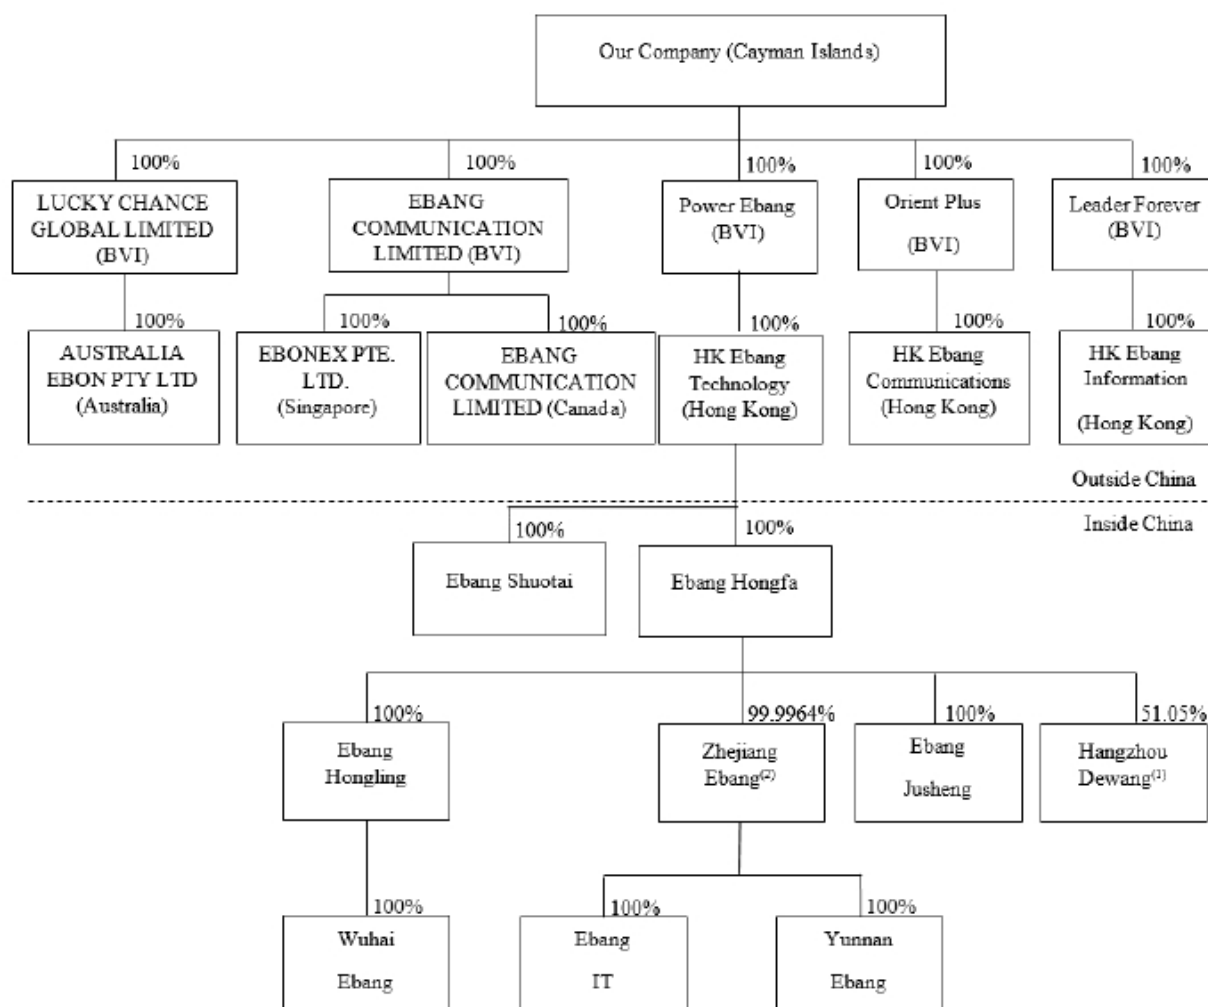 Our Company (Cayman Islands)
100%
100%
100%
100%
100%
LUCKY CHANCE
GLOBAL LIMITED
(BVI)
EBANG
COMMUNICATION
LIMITED (BVI)
Power Ebang
(BVI)
Orient Plus
(BVI)
Leader Forever
(BVI)
100%
100%
100%
100%
100%
100%
AUSTRALIA
EBON PTY LTD
(Australia)
EBONEX PTE.
LTD.
(Singapore)
EBANG
COMMUNICATION
LIMITED (Canada)
HK Ebang
Technology
(Hong Kong)
HK Ebang
Communications
(Hong Kong)
HK Ebang
Information
(Hong Kong)
Outside China
Inside China
100%
100%
Ebang Shuotai
Ebang Hongfa
100%
99.9964%
100%
51.05%
Ebang
Hongling
Zhejiang
Ebang(2)
Ebang
Jusheng
Hangzhou
Dewang(1)
100%
100%
100%
Wuhai
Ebang
Ebang
IT
Yunnan
Ebang